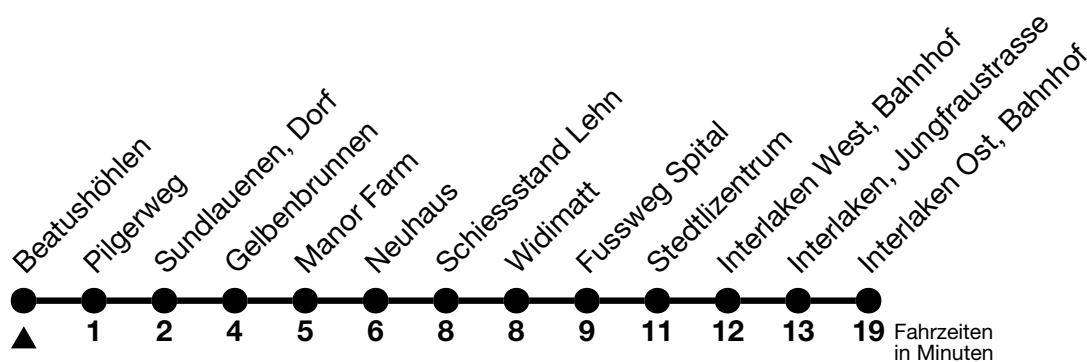 Beatushöhlen
Pilgerweg
Sundlauenen, Dorf
Gelbenbrunnen
Manor Farm
Neuhaus
Schiessstand Lehn
Widimatt
Fussweg Spital
Stedtlizentrum
Interlaken West, Bahnhof
Interlaken, Jungfraustrasse
Interlaken Ost, Bahnhof
1 2 4 5 6 8 8 9 11 12 13 19 Fahrzeiten
in Minuten